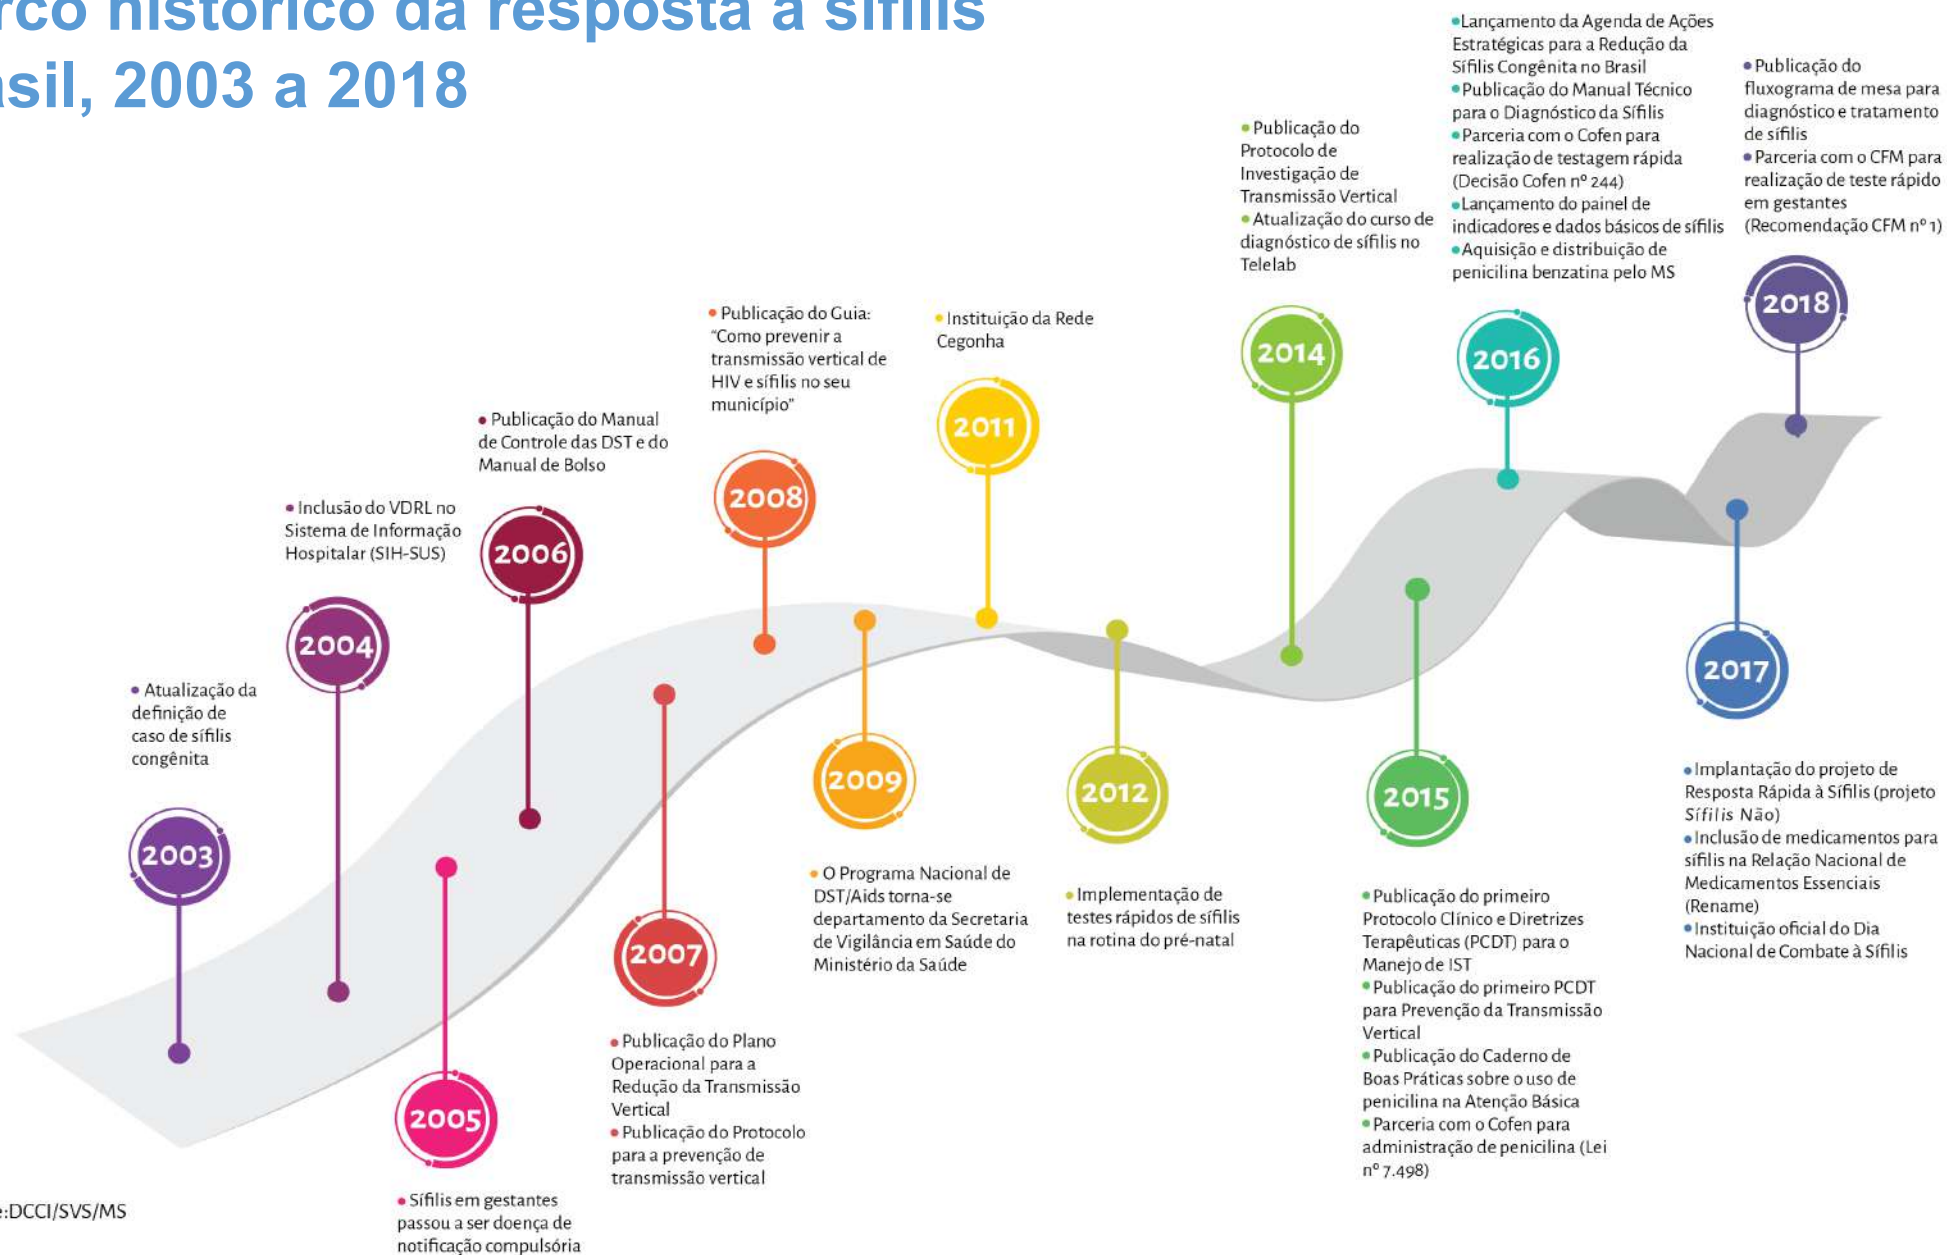 rco histórico da resposta à sífilis
asil, 2003 a 2018
• Atualização da
definição de
caso de sífilis
congênita
2003
• Inclusão do VDRL no
Sistema de Informação
Hospitalar (SIH-SUS)
2004
2005
• Sífilis em gestantes
passou a ser doença de
notificação compulsória
• Publicação do Manual
de Controle das DST e do
Manual de Bolso
2006
2007
• Publicação do Plano
Operacional para a
Redução da Transmissão
Vertical
• Publicação do Protocolo
para a prevenção de
transmissão vertical
• Publicação do Guia:
“Como prevenir a
transmissão vertical de
HIV e sífilis no seu
município”
2008
2009
• O Programa Nacional de
DST/Aids torna-se
departamento da Secretaria
de Vigilância em Saúde do
Ministério da Saúde
• Instituição da Rede
Cegonha
2011
2012
• Implementação de
testes rápidos de sífilis
na rotina do pré-natal
• Publicação do
Protocolo de
Investigação de
Transmissão Vertical
• Atualização do curso de
diagnóstico de sífilis no
Telelab
2014
2015
• Publicação do primeiro
Protocolo Clínico e Diretrizes
Terapêuticas (PCDT) para o
Manejo de IST
• Publicação do primeiro PCDT
para Prevenção da Transmissão
Vertical
• Publicação do Caderno de
Boas Práticas sobre o uso de
penicilina na Atenção Básica
• Parceria com o Cofen para
administração de penicilina (Lei
nº 7.498)
• Lançamento da Agenda de Ações
Estratégicas para a Redução da
Sífilis Congênita no Brasil
• Publicação do Manual Técnico
para o Diagnóstico da Sífilis
• Parceria com o Cofen para
realização de testagem rápida
(Decisão Cofen nº 244)
• Lançamento do painel de
indicadores e dados básicos de sífilis
• Aquisição e distribuição de
penicilina benzatina pelo MS
2016
2017
• Implantação do projeto de
Resposta Rápida à Sífilis (projeto
Sífilis Não)
• Inclusão de medicamentos para
sífilis na Relação Nacional de
Medicamentos Essenciais
(Rename)
• Instituição oficial do Dia
Nacional de Combate à Sífilis
• Publicação do
fluxograma de mesa para
diagnóstico e tratamento
de sífilis
• Parceria com o CFM para
realização de teste rápido
em gestantes
(Recomendação CFM nº 1)
2018
e:DCCI/SVS/MS